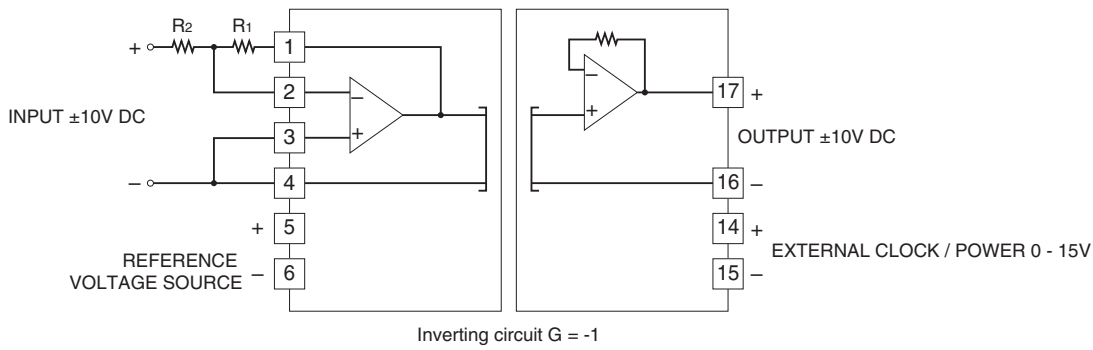 R2 R1
+ 1
2 –
INPUT ±10V DC
3 +
– 4
+ 5
REFERENCE
VOLTAGE SOURCE – 6
–
+
17 +
OUTPUT ±10V DC
16 –
14 +
EXTERNAL CLOCK / POWER 0 - 15V
15 –
Inverting circuit G = -1